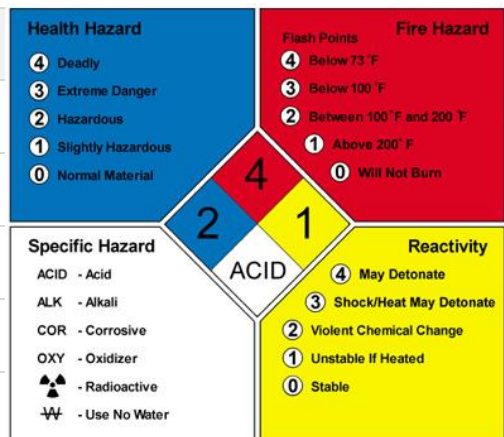 Health Hazard
4 Deadly
3 Extreme Danger
2 Hazardous
1 Slightly Hazardous
0 Normal Material
Fire Hazard
Flash Points
4 Below 73 °F
3 Below 100 °F
2 Between 100°F and 200 °F
1 Above 200° F
0 Will Not Burn
4
2
1
ACID
Specific Hazard
ACID - Acid
ALK - Alkali
COR - Corrosive
OXY - Oxidizer
- Radioactive
W - Use No Water
Reactivity
4 May Detonate
3 Shock/Heat May Detonate
2 Violent Chemical Change
1 Unstable If Heated
0 Stable